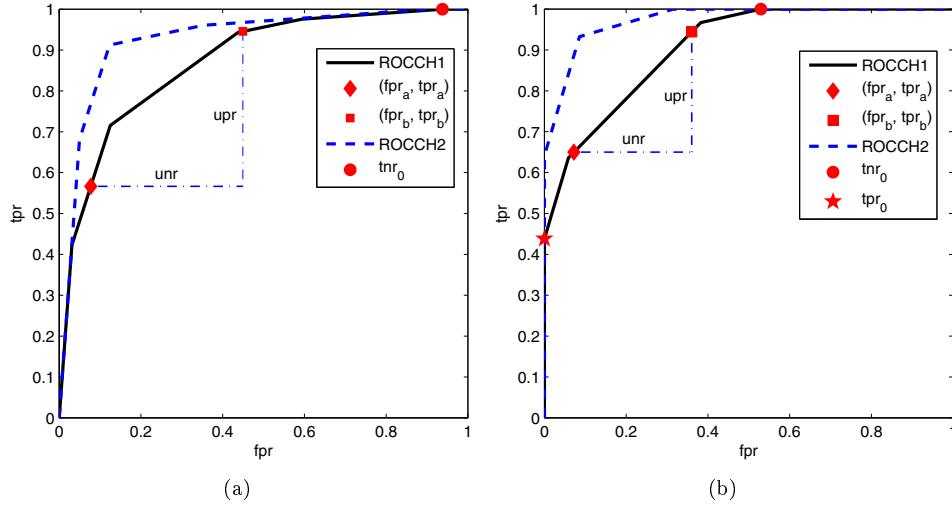 1
0.9
0.8
0.7
0.6
0.5
0.4
0.3
0.2
0.1
0
0 0.2 0.4 0.6 0.8 1
tpr
fpr
unr
upr
ROCCH1
(fpr_a, tpr_a)
(fpr_b, tpr_b)
ROCCH2
tnr_0
(a)
1
0.9
0.8
0.7
0.6
0.5
0.4
0.3
0.2
0.1
0
0 0.2 0.4 0.6 0.8 1
tpr
fpr
unr
upr
ROCCH1
(fpr_a, tpr_a)
(fpr_b, tpr_b)
ROCCH2
tnr_0
tpr_0
(b)